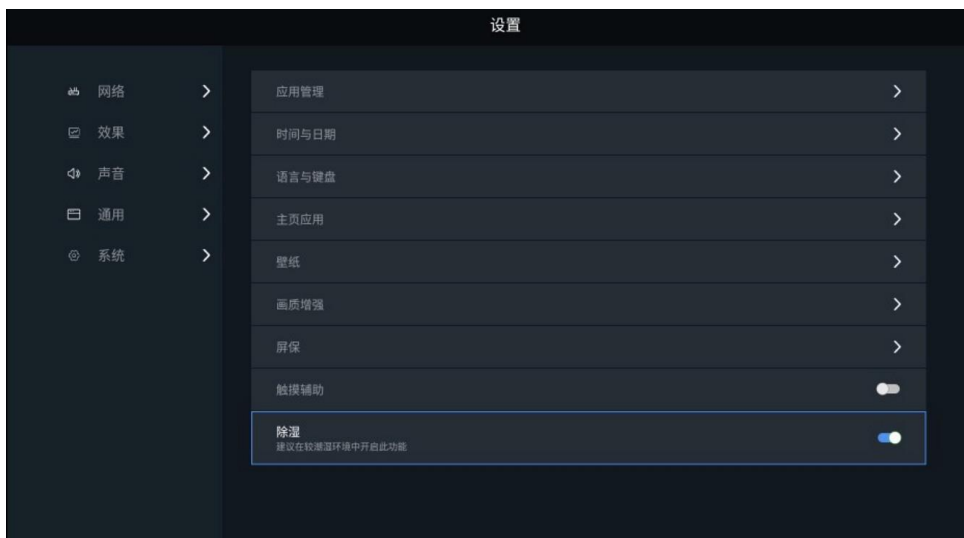 设置
网络
效果
声音
通用
系统
应用管理
时间与日期
语言与键盘
主页应用
壁纸
画质增强
屏保
触摸辅助
除湿
建议在较潮湿环境中开启此功能